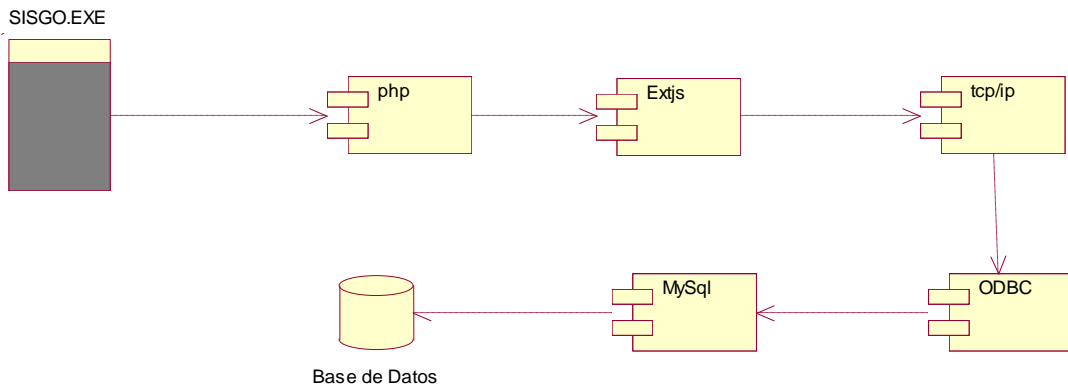 SISGO.EXE
php
Extjs
tcp/ip
MySql
ODBC
Base de Datos